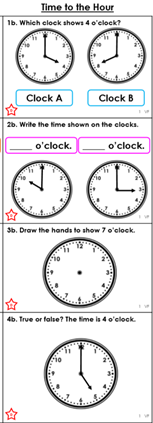 Time to the Hour
1b. Which clock shows 4 o'clock?
Clock A Clock B
2b. Write the time shown on the clocks.
____ o'clock. ____ o'clock.
3b. Draw the hands to show 7 o'clock.
4b. True or false? The time is 4 o'clock.